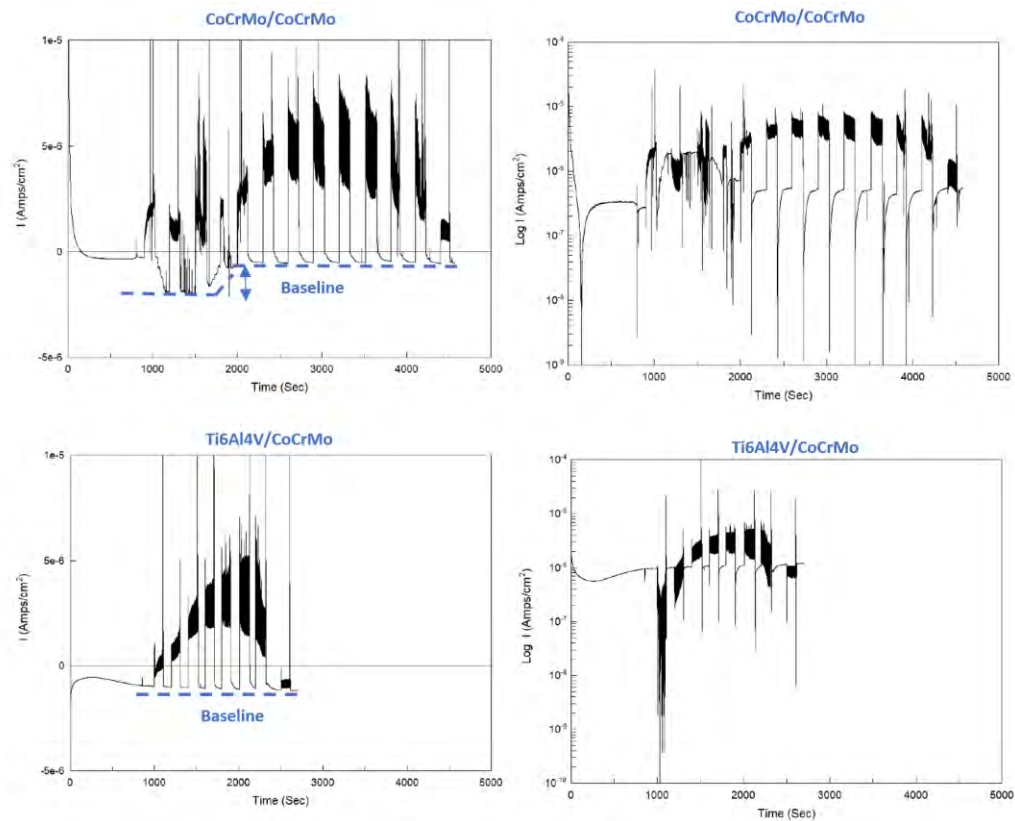 CoCrMo/CoCrMo
1e-5
5e-6
0
-5e-6
I (Amps/cm²)
Baseline
0 1000 2000 3000 4000 5000
Time (Sec)
CoCrMo/CoCrMo
10⁻⁴
10⁻⁵
10⁻⁶
10⁻⁷
10⁻⁸
10⁻⁹
Log I (Amps/cm²)
0 1000 2000 3000 4000 5000
Time (Sec)
Ti6Al4V/CoCrMo
1e-5
5e-6
0
-5e-6
I (Amps/cm²)
Baseline
0 1000 2000 3000 4000 5000
Time (Sec)
Ti6Al4V/CoCrMo
10⁻⁴
10⁻⁵
10⁻⁶
10⁻⁷
10⁻⁸
10⁻⁹
10⁻¹⁰
Log I (Amps/cm²)
0 1000 2000 3000 4000 5000
Time (Sec)